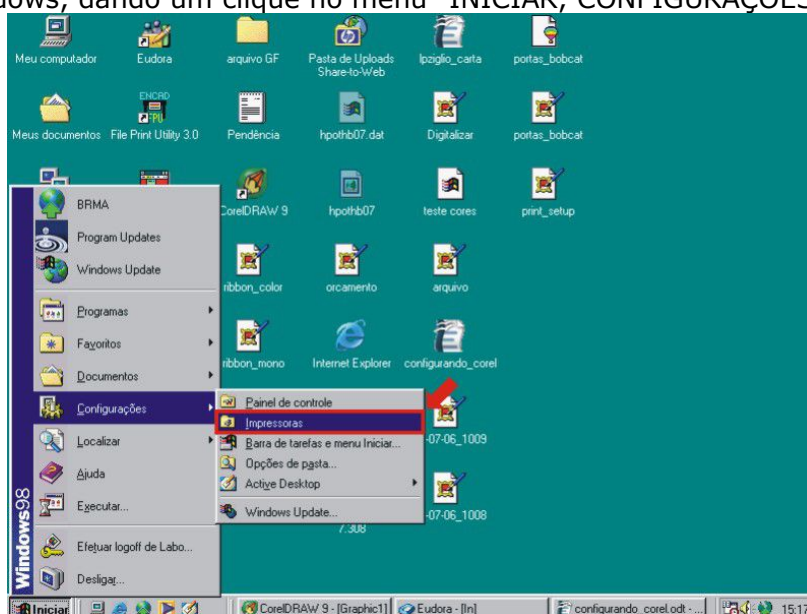 dows, dando um clique no menu "INICIAR, CONFIGURAÇÕES
Meu computador
Eudora
arquivo GF
Pasta de Uploads
Share-to-Web
lpziglio_carta
portas_bobcat
ENCAD
Meus documentos
File Print Utility 3.0
Pendência
hpothb07.dat
Digitalizar
portas_bobcat
CorelDRAW 9
hpothb07
teste cores
print_setup
ribbon_color
orcamento
arquivo
ribbon_mono
Internet Explorer
configurando_corel
-07-06_1009
-07-06_1008
7.308
BRMA
Program Updates
Windows Update
Programas
Favoritos
Documentos
Configurações
Localizar
Ajuda
Executar...
Efetuar logoff de Labo...
Desligar...
Windows98
Painel de controle
Impressoras
Barra de tarefas e menu Iniciar...
Opções de pasta...
Active Desktop
Windows Update...
Iniciar
CorelDRAW 9 - [Graphic1]
Eudora - [In]
configurando_corel.odt - ...
15:17